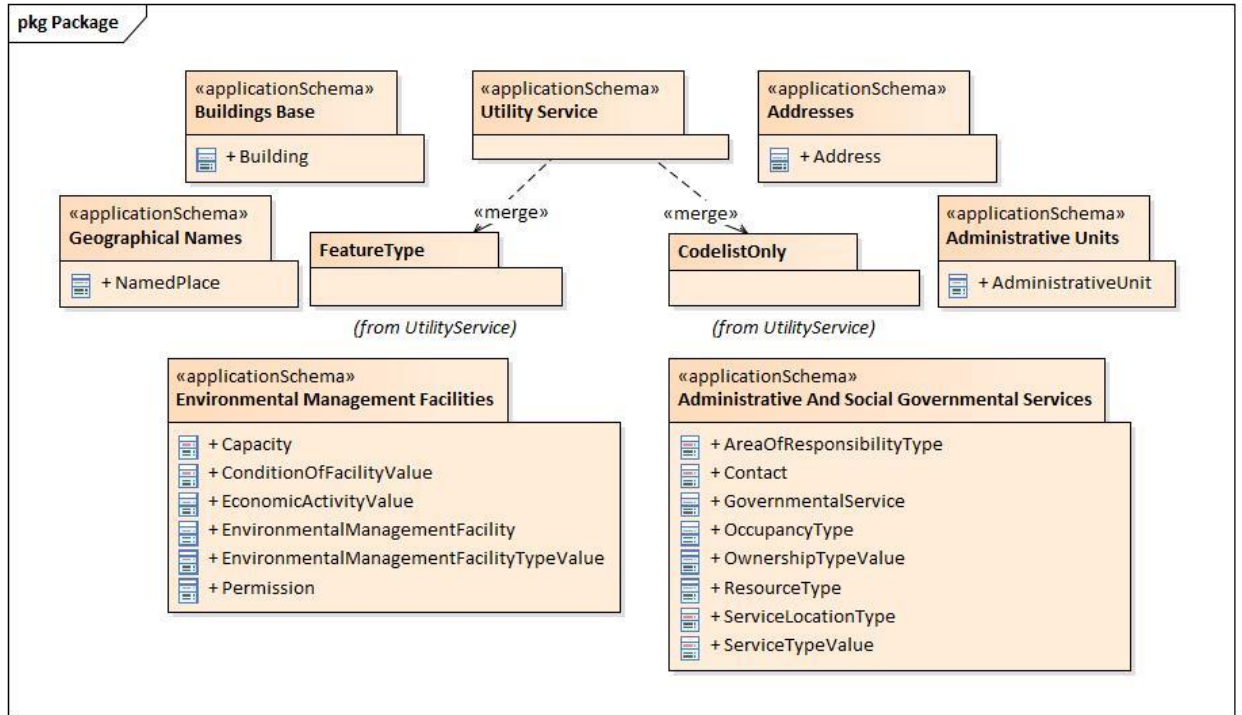 pkg Package
«applicationSchema»
Buildings Base
+ Building
«applicationSchema»
Utility Service
«applicationSchema»
Addresses
+ Address
«applicationSchema»
Geographical Names
+ NamedPlace
«merge»
«merge»
FeatureType
(from UtilityService)
CodelistOnly
(from UtilityService)
«applicationSchema»
Administrative Units
+ AdministrativeUnit
«applicationSchema»
Environmental Management Facilities
+ Capacity
+ ConditionOfFacilityValue
+ EconomicActivityValue
+ EnvironmentalManagementFacility
+ EnvironmentalManagementFacilityTypeValue
+ Permission
«applicationSchema»
Administrative And Social Governmental Services
+ AreaOfResponsibilityType
+ Contact
+ GovernmentalService
+ OccupancyType
+ OwnershipTypeValue
+ ResourceType
+ ServiceLocationType
+ ServiceTypeValue